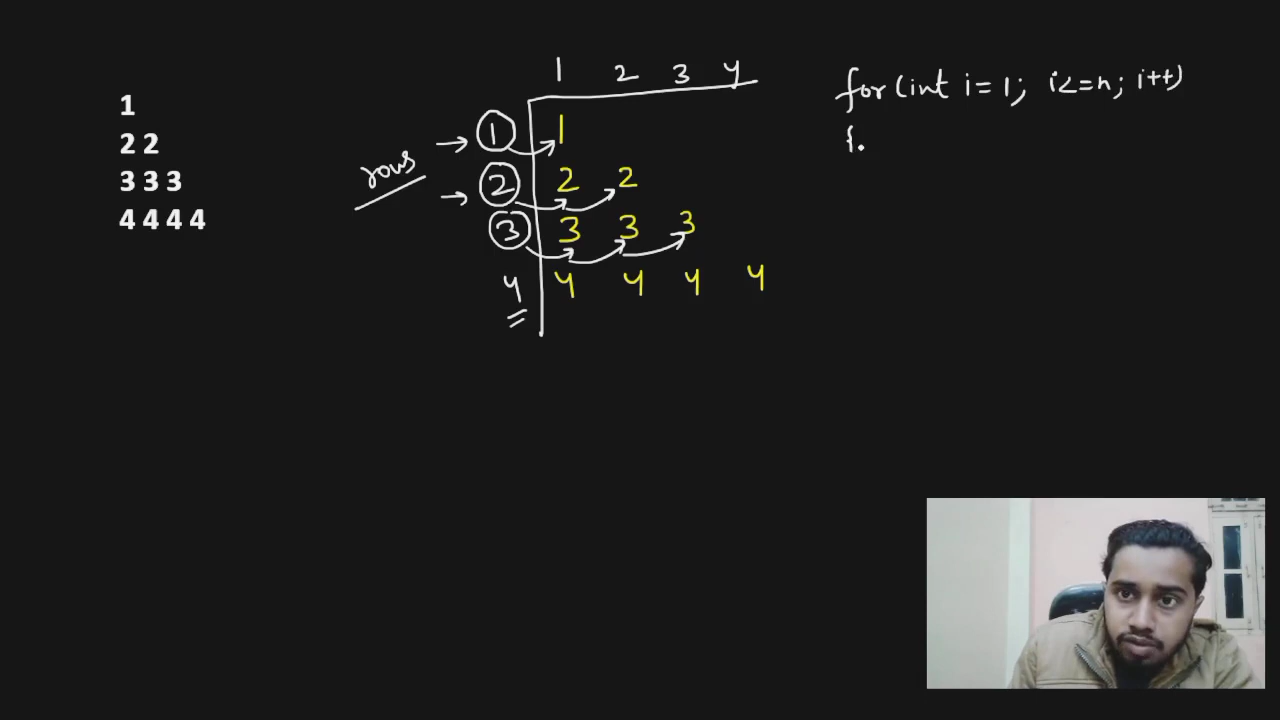 1
2 2
3 3 3
4 4 4 4
rows
1 2 3 4
1 1
2 2 2
3 3 3 3
4 4 4 4 4
for(int i=1; i<=n; i++)
{